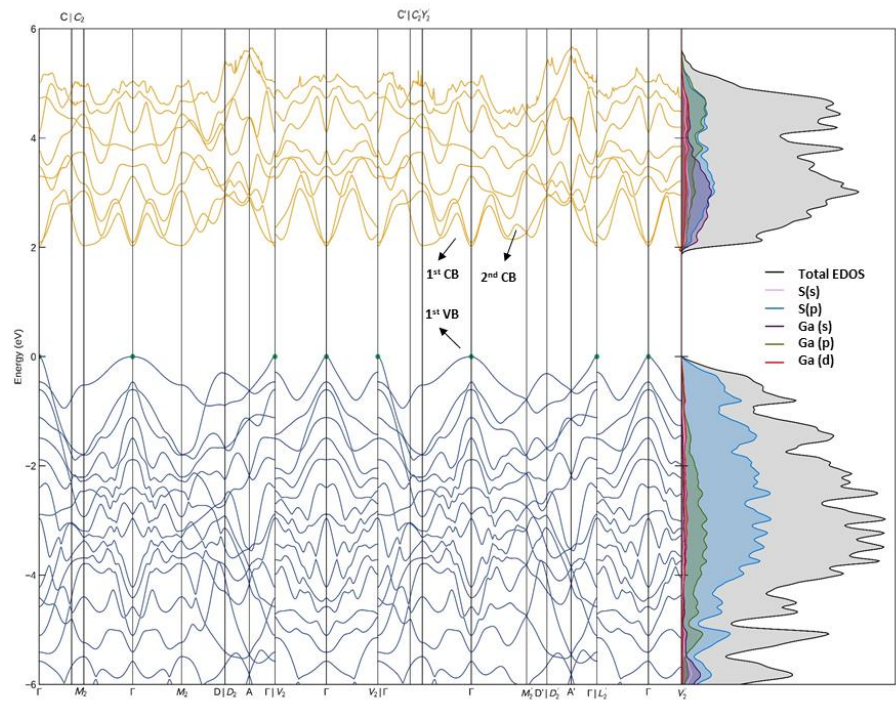 C | C₂
C'| C₂'Y₂'
6
4
2
0
−2
−4
−6
Energy (eV)
1st CB
2nd CB
1st VB
Total EDOS
S(s)
S(p)
Ga (s)
Ga (p)
Ga (d)
Γ M₂ Γ M₂ D | D₂ A Γ | V₂ Γ V₂ | Γ Γ M₂' D' | D₂' A' Γ | L₂' Γ V₂'